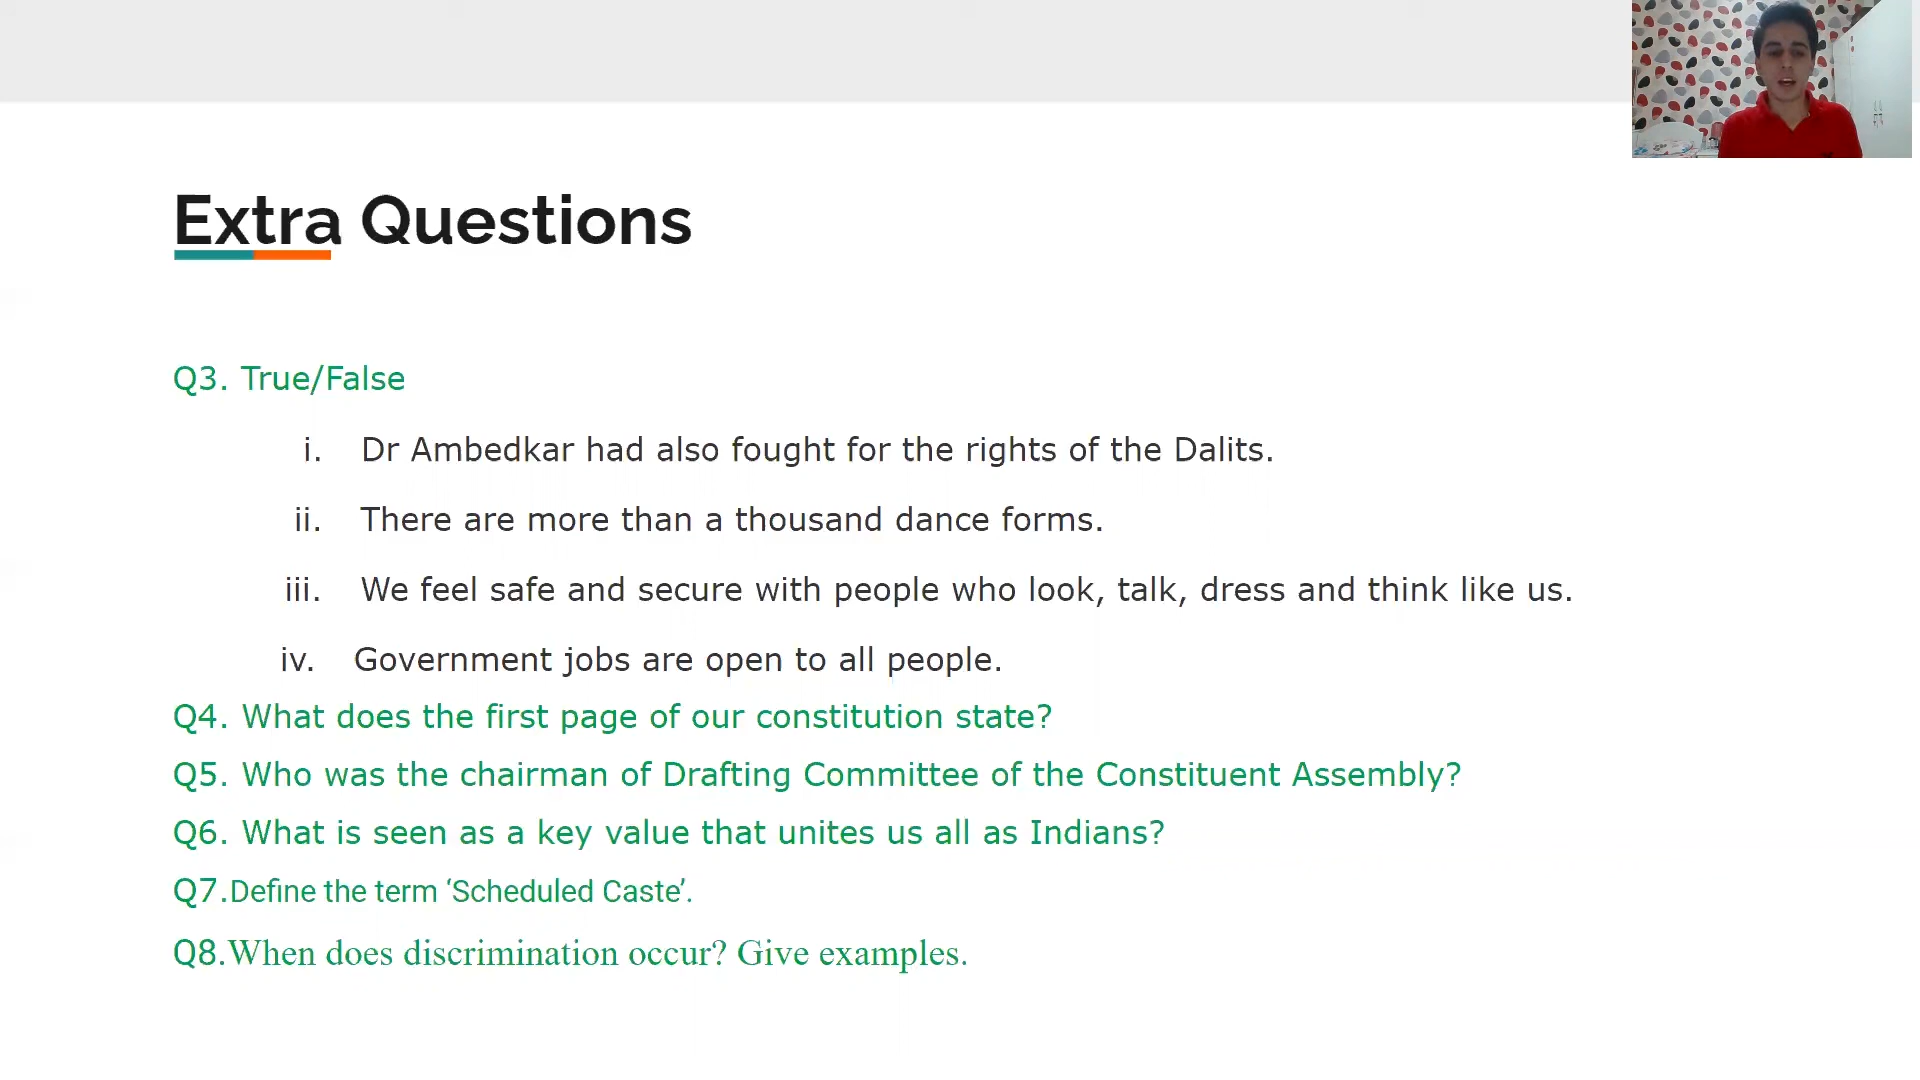 Extra Questions
Q3. True/False
i. Dr Ambedkar had also fought for the rights of the Dalits.
ii. There are more than a thousand dance forms.
iii. We feel safe and secure with people who look, talk, dress and think like us.
iv. Government jobs are open to all people.
Q4. What does the first page of our constitution state?
Q5. Who was the chairman of Drafting Committee of the Constituent Assembly?
Q6. What is seen as a key value that unites us all as Indians?
Q7.Define the term ‘Scheduled Caste’.
Q8.When does discrimination occur? Give examples.